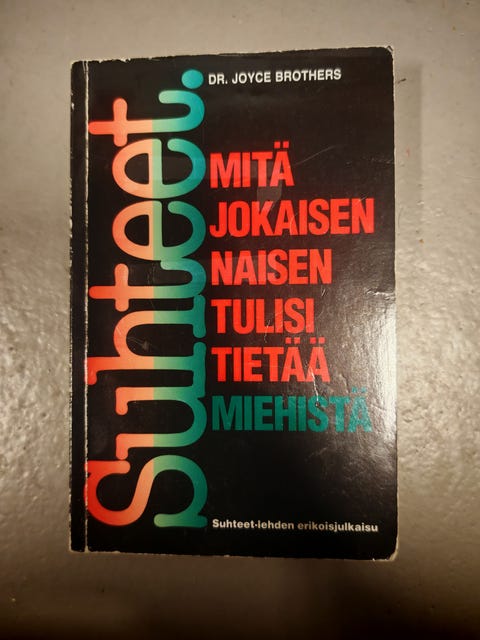 Suhteet.
DR. JOYCE BROTHERS
MITÄ
JOKAISEN
NAISEN
TULISI
TIETÄÄ
MIEHISTÄ
Suhteet-lehden erikoisjulkaisu